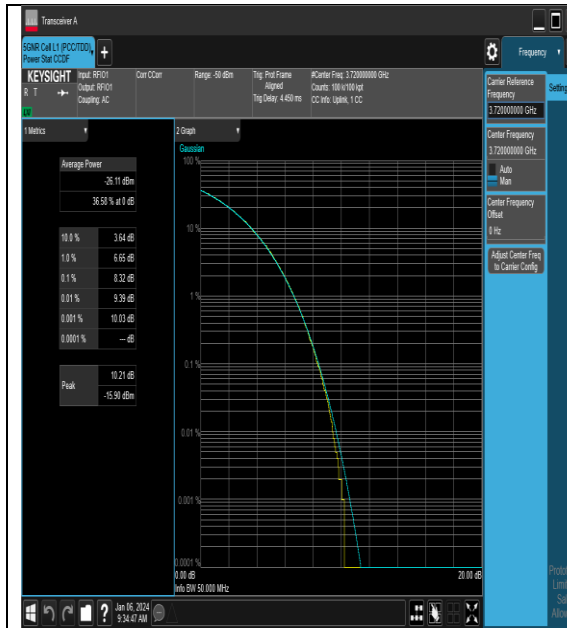 Transceiver A
5GNR Cell L1 (PCC/TDD)
Power Stat CCDF
+
Frequency
KEYSIGHT
R T
LV
Input: RFIO1
Output: RFIO1
Coupling: AC
Corr CCorr
Range: -50 dBm
Trig: Prot Frame
Aligned
Trig Delay: 4.450 ms
#Center Freq: 3.720000000 GHz
Counts: 100 k/100 kpt
CC Info: Uplink, 1 CC
1 Metrics
Average Power
-26.11 dBm
36.58 % at 0 dB
10.0 % 3.64 dB
1.0 % 6.65 dB
0.1 % 8.32 dB
0.01 % 9.39 dB
0.001 % 10.03 dB
0.0001 % --- dB
Peak
10.21 dB
-15.90 dBm
2 Graph
Gaussian
100 %
10 %
1 %
0.1 %
0.01 %
0.001 %
0.0001 %
0.00 dB
20.00 dB
Info BW 50.000 MHz
Carrier Reference
Frequency
3.720000000 GHz
Center Frequency
3.720000000 GHz
Auto
Man
Center Frequency
Offset
0 Hz
Adjust Center Freq
to Carrier Config
Setting
Proto
Limit
Sa
Allow
?
Jan 06, 2024
9:34:47 AM